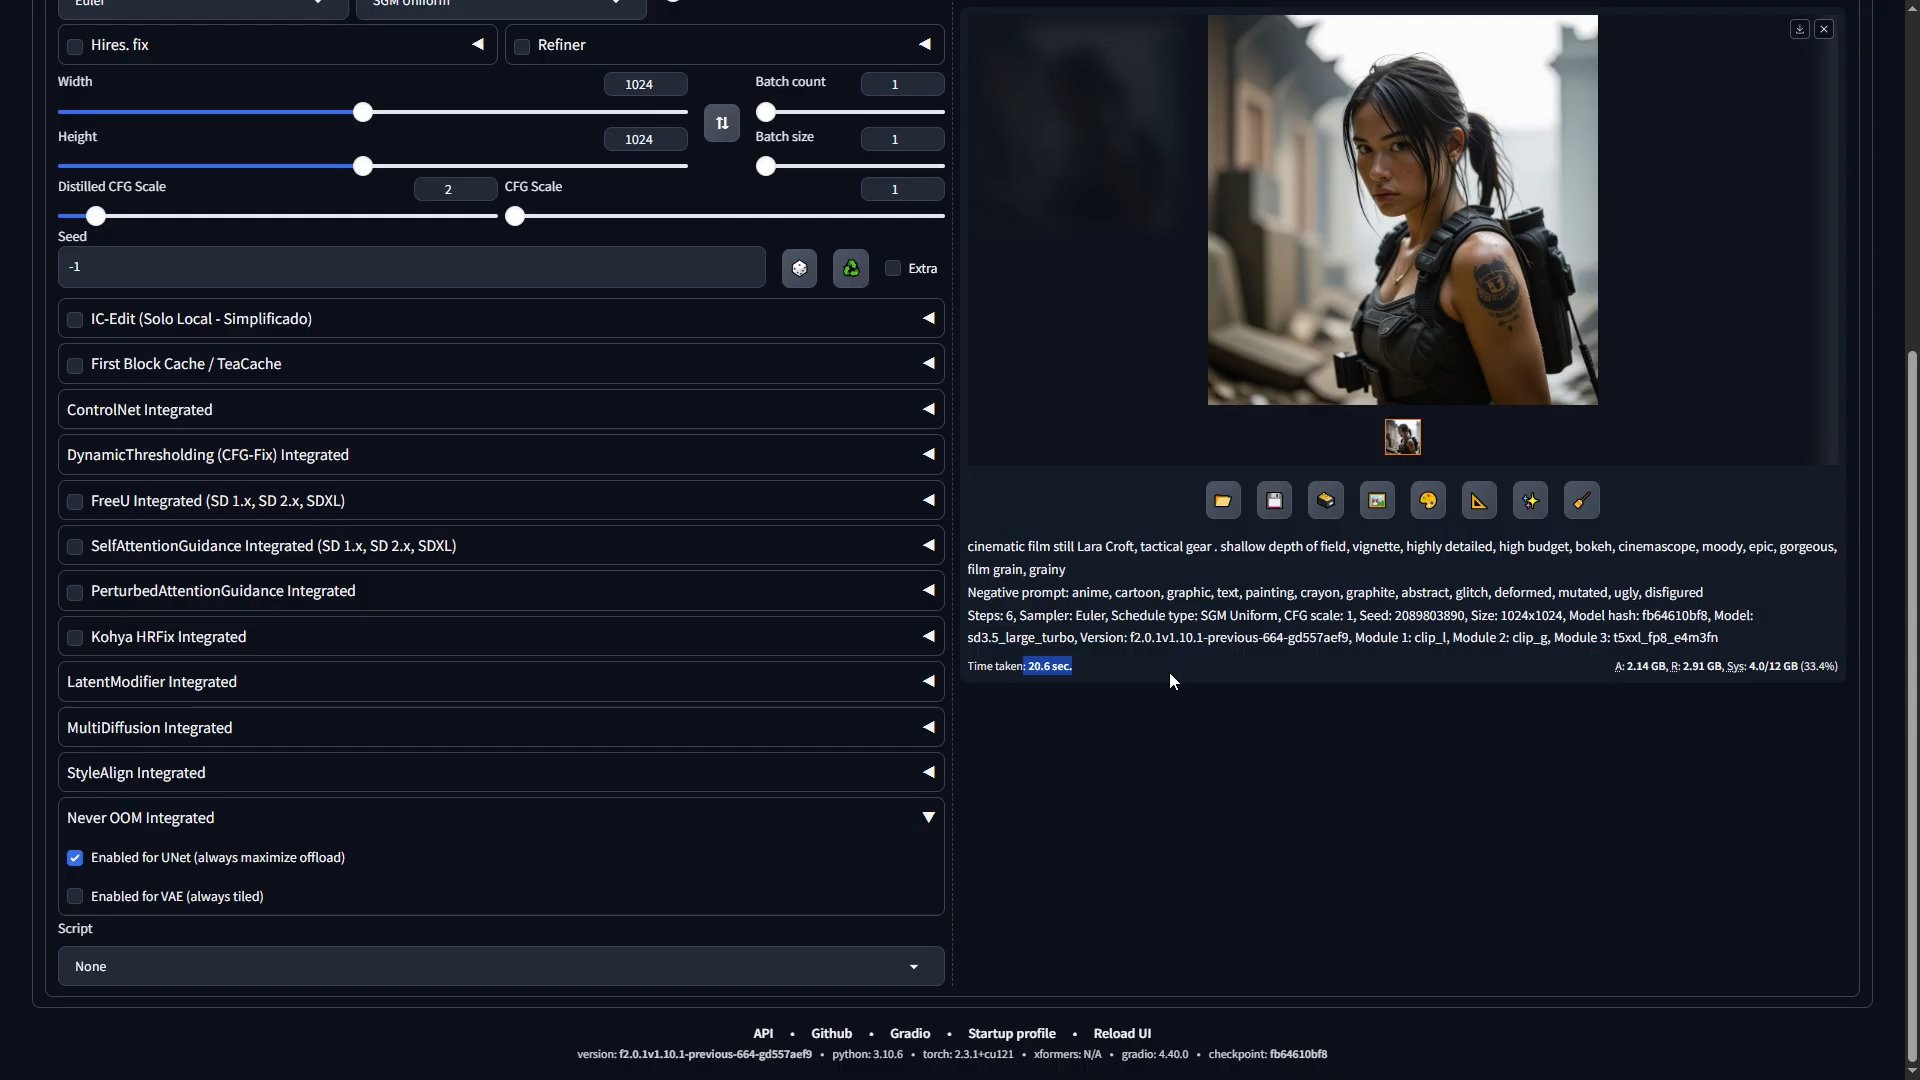 Euler
SGM Uniform
Hires. fix
Refiner
Width
1024
Batch count
1
Height
1024
Batch size
1
Distilled CFG Scale
2
CFG Scale
1
Seed
-1
Extra
IC-Edit (Solo Local - Simplificado)
First Block Cache / TeaCache
ControlNet Integrated
DynamicThresholding (CFG-Fix) Integrated
FreeU Integrated (SD 1.x, SD 2.x, SDXL)
SelfAttentionGuidance Integrated (SD 1.x, SD 2.x, SDXL)
PerturbedAttentionGuidance Integrated
Kohya HRFix Integrated
LatentModifier Integrated
MultiDiffusion Integrated
StyleAlign Integrated
Never OOM Integrated
Enabled for UNet (always maximize offload)
Enabled for VAE (always tiled)
Script
None
cinematic film still Lara Croft, tactical gear . shallow depth of field, vignette, highly detailed, high budget, bokeh, cinemascope, moody, epic, gorgeous,
film grain, grainy
Negative prompt: anime, cartoon, graphic, text, painting, crayon, graphite, abstract, glitch, deformed, mutated, ugly, disfigured
Steps: 6, Sampler: Euler, Schedule type: SGM Uniform, CFG scale: 1, Seed: 2089803890, Size: 1024x1024, Model hash: fb64610bf8, Model:
sd3.5_large_turbo, Version: f2.0.1v1.10.1-previous-664-gd557aef9, Module 1: clip_l, Module 2: clip_g, Module 3: t5xxl_fp8_e4m3fn
Time taken: 20.6 sec.
A: 2.14 GB, R: 2.91 GB, Sys: 4.0/12 GB (33.4%)
API • Github • Gradio • Startup profile • Reload UI
version: f2.0.1v1.10.1-previous-664-gd557aef9 • python: 3.10.6 • torch: 2.3.1+cu121 • xformers: N/A • gradio: 4.40.0 • checkpoint: fb64610bf8